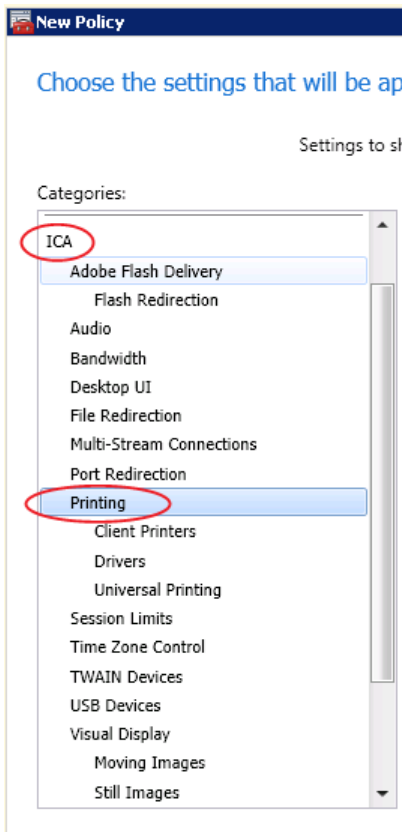 New Policy
Choose the settings that will be ap
Settings to sh
Categories:
ICA
Adobe Flash Delivery
Flash Redirection
Audio
Bandwidth
Desktop UI
File Redirection
Multi-Stream Connections
Port Redirection
Printing
Client Printers
Drivers
Universal Printing
Session Limits
Time Zone Control
TWAIN Devices
USB Devices
Visual Display
Moving Images
Still Images